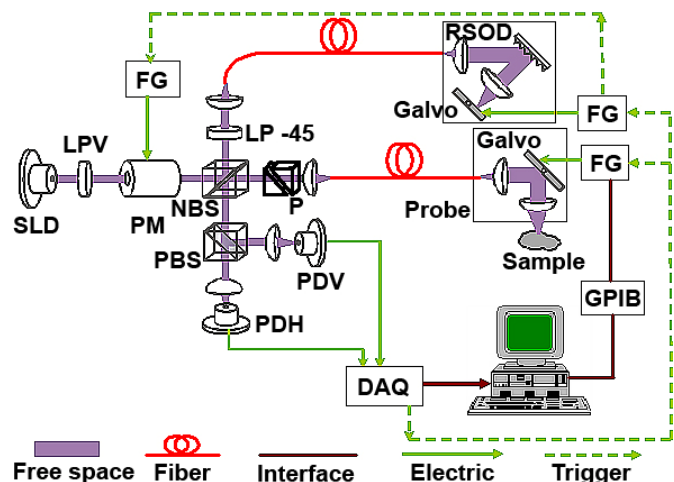 RSOD
FG
Galvo
FG
LP -45
LPV
Galvo
FG
NBS
P
SLD
PM
Probe
PBS
Sample
PDV
GPIB
PDH
DAQ
Free space
Fiber
Interface
Electric
Trigger